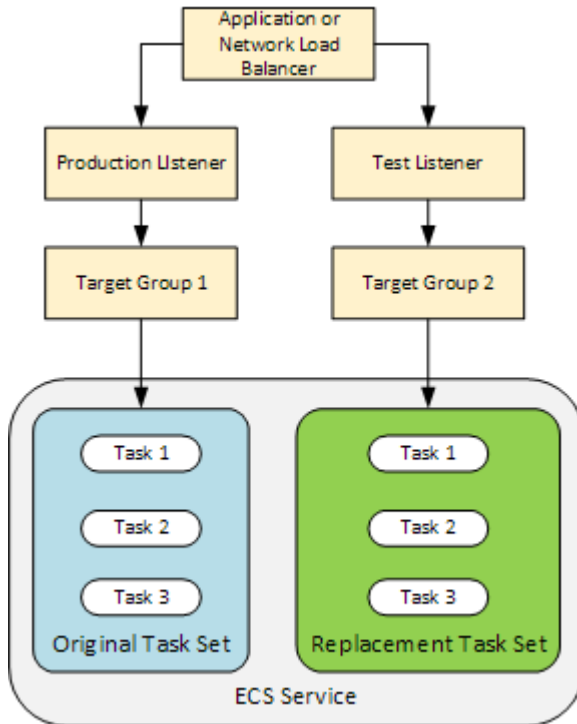 Application or
Network Load
Balancer
Production LIstener
Test Listener
Target Group 1
Target Group 2
Task 1
Task 2
Task 3
Original Task Set
Task 1
Task 2
Task 3
Replacement Task Set
ECS Service